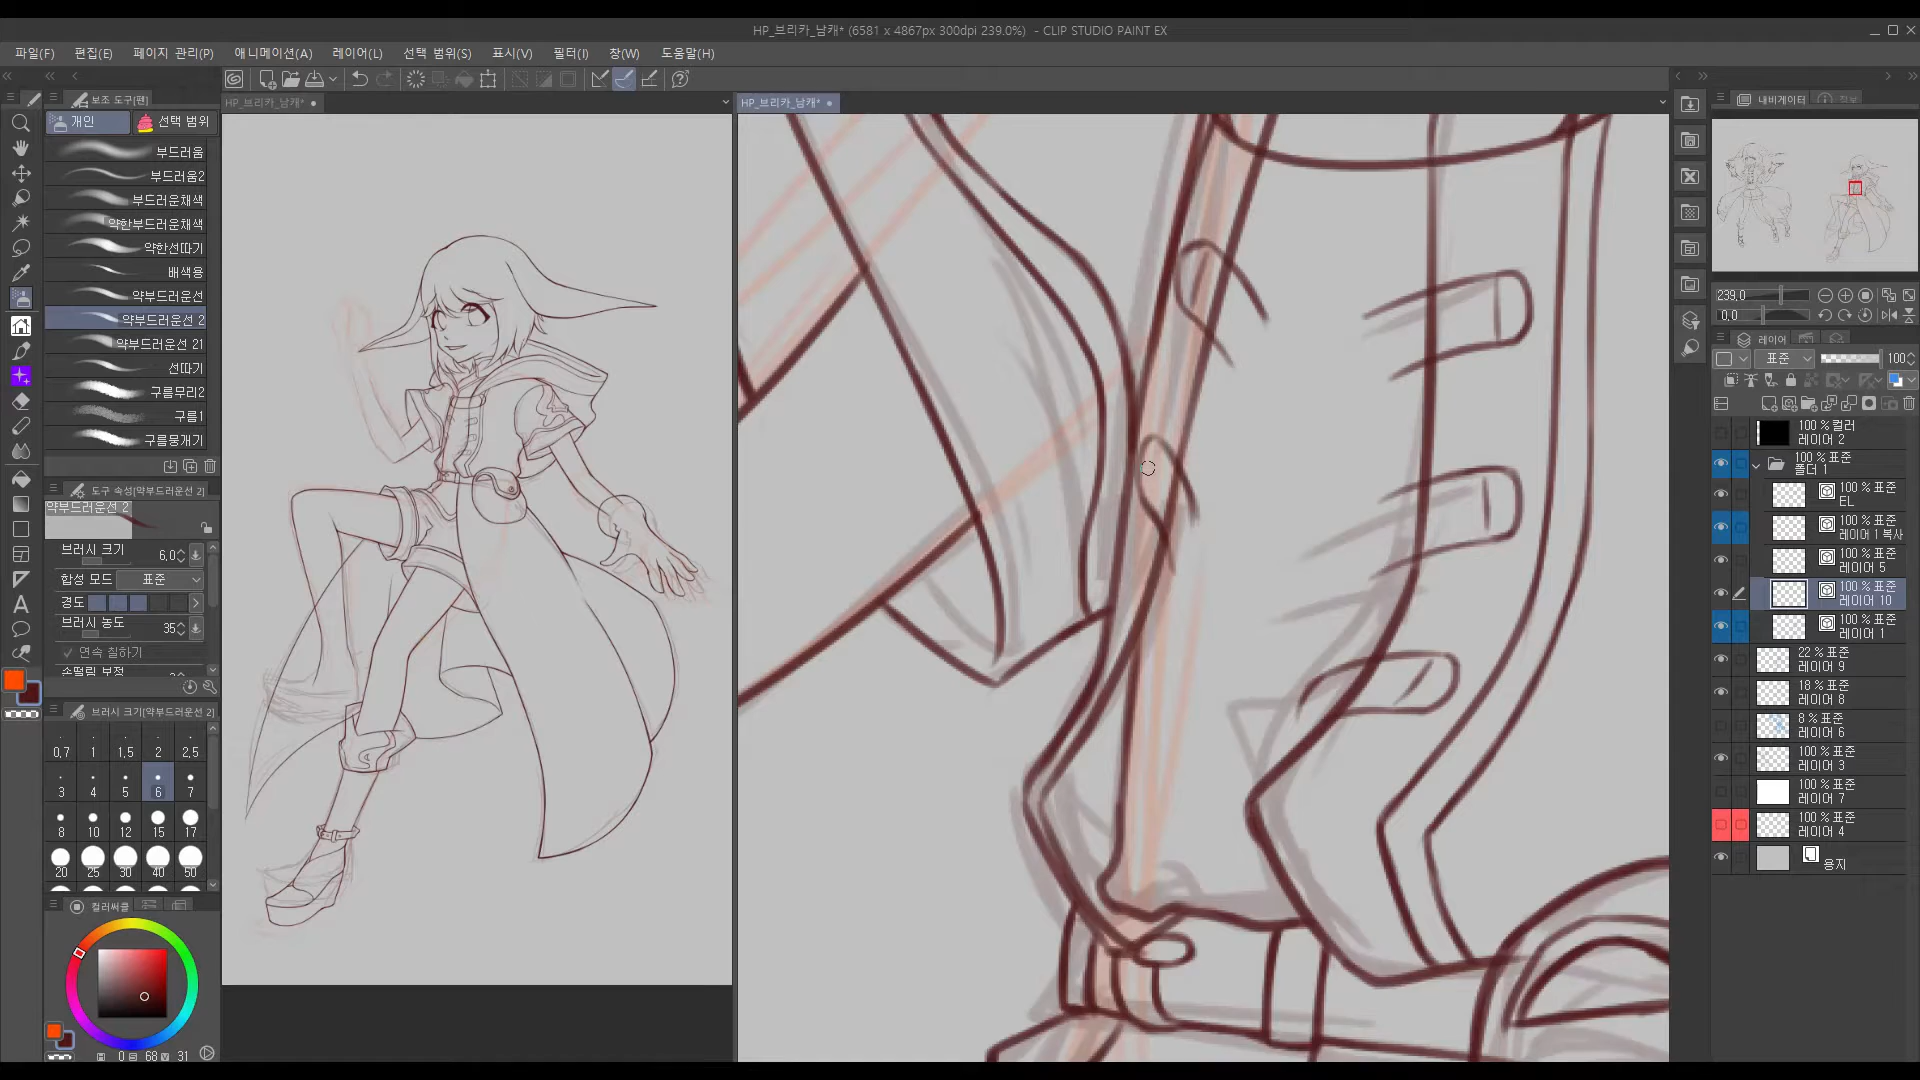 HP_브리카_남캐* (6581 x 4867px 300dpi 239.0%) - CLIP STUDIO PAINT EX
파일(F) 편집(E) 페이지 관리(P) 애니메이션(A) 레이어(L) 선택 범위(S) 표시(V) 필터(I) 창(W) 도움말(H)
보조 도구[펜]
HP_브리카_남캐*
HP_브리카_남캐*
내비게이터
정보
개인
선택 범위
부드러움
부드러움2
부드러운채색
약한부드러운채색
약한선따기
배색용
약부드러운선
약부드러운선 2
약부드러운선 21
선따기
구름무리2
구름1
구름뭉개기
도구 속성[약부드러운선 2]
약부드러운선 2
브러시 크기 6.0
합성 모드 표준
경도
브러시 농도 35
연속 칠하기
손떨림 보정
브러시 크기[약부드러운선 2]
0.7 1 1.5 2 2.5
3 4 5 6 7
8 10 12 15 17
20 25 30 40 50
컬러써클
H 0 S 68 V 31
239.0
0.0
레이어
표준 100
100 % 컬러
레이어 2
100 % 표준
폴더 1
100 % 표준
EL
100 % 표준
레이어 1 복사
100 % 표준
레이어 5
100 % 표준
레이어 10
100 % 표준
레이어 1
22 % 표준
레이어 9
18 % 표준
레이어 8
8 % 표준
레이어 6
100 % 표준
레이어 3
100 % 표준
레이어 7
100 % 표준
레이어 4
용지